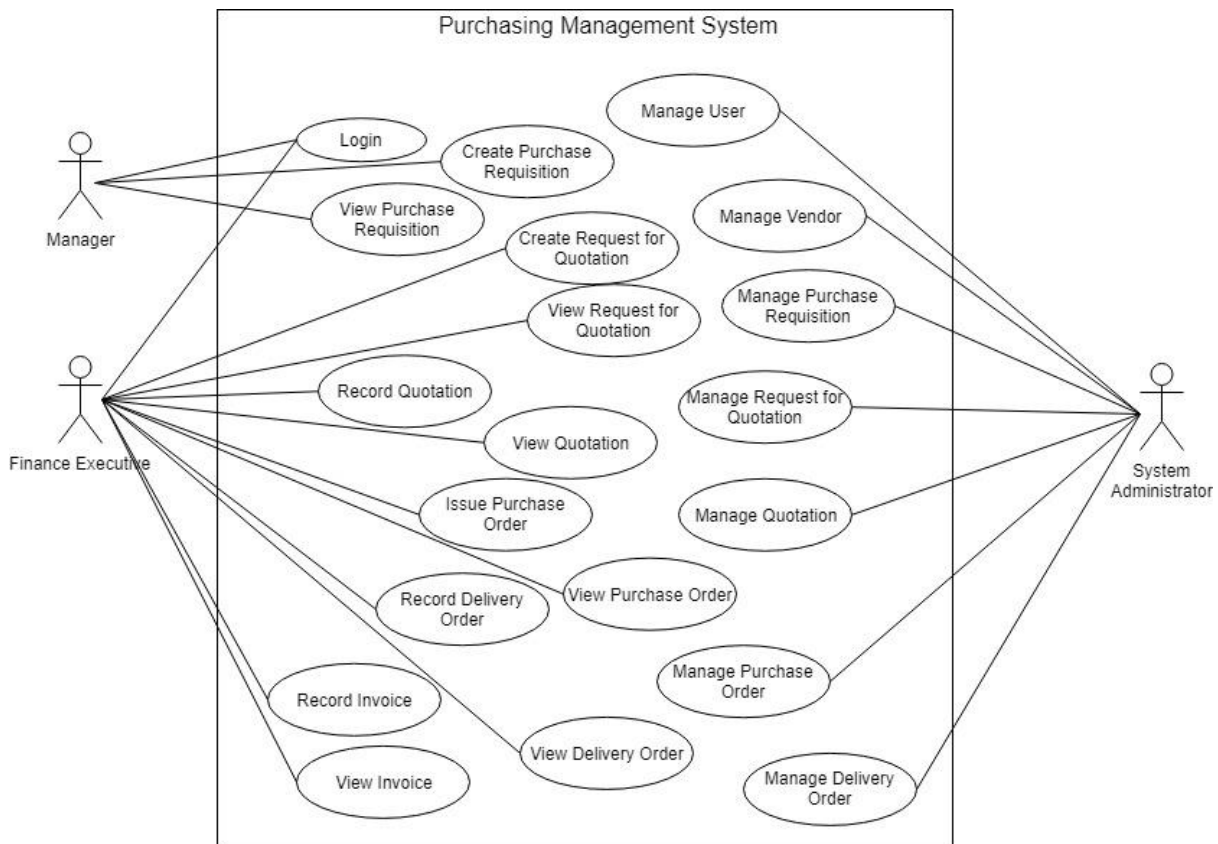 Purchasing Management System
Manage User
Login
Create Purchase
Requisition
View Purchase
Requisition
Manager
Manage Vendor
Create Request for
Quotation
Manage Purchase
Requisition
View Request for
Quotation
Record Quotation
Manage Request for
Quotation
View Quotation
Finance Executive
System
Administrator
Issue Purchase
Order
Manage Quotation
Record Delivery
Order
View Purchase Order
Manage Purchase
Order
Record Invoice
View Delivery Order
View Invoice
Manage Delivery
Order